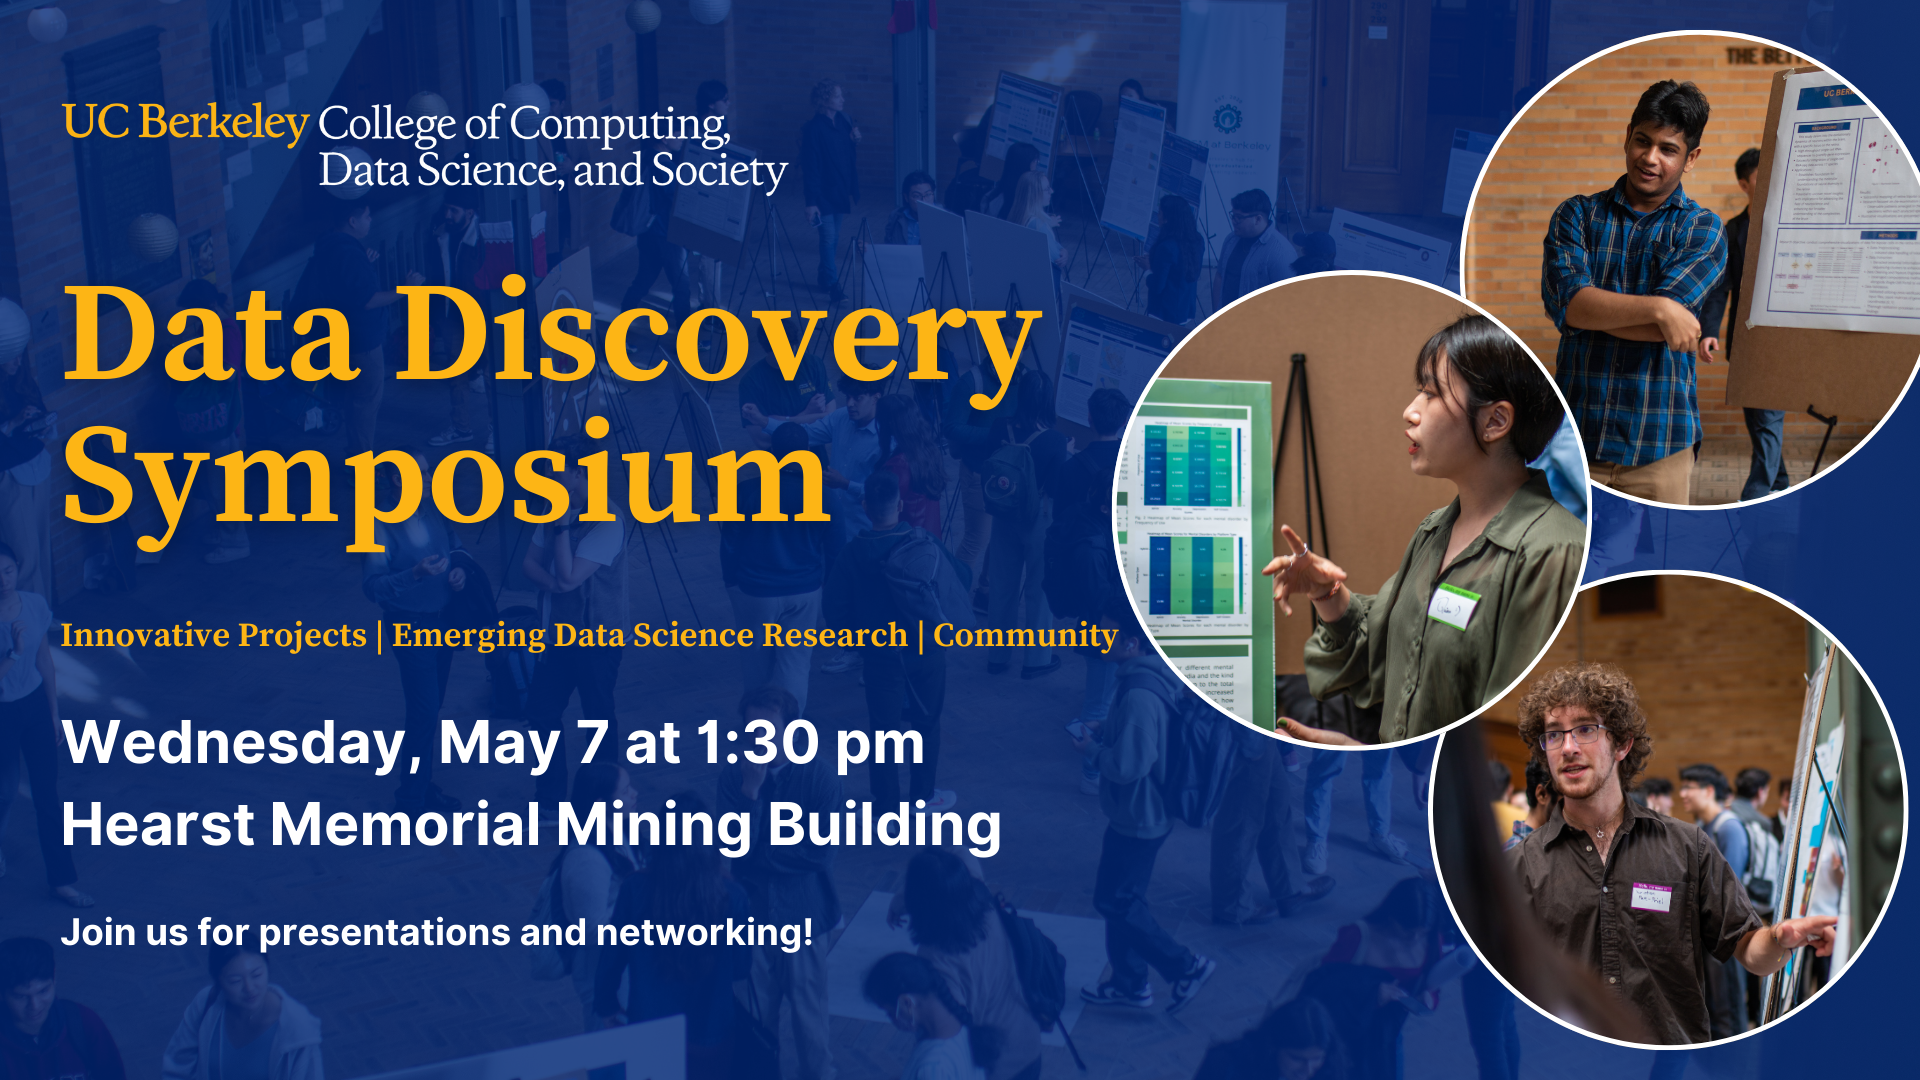 UC Berkeley College of Computing,
Data Science, and Society
Data Discovery
Symposium
Innovative Projects | Emerging Data Science Research | Community
Wednesday, May 7 at 1:30 pm
Hearst Memorial Mining Building
Join us for presentations and networking!